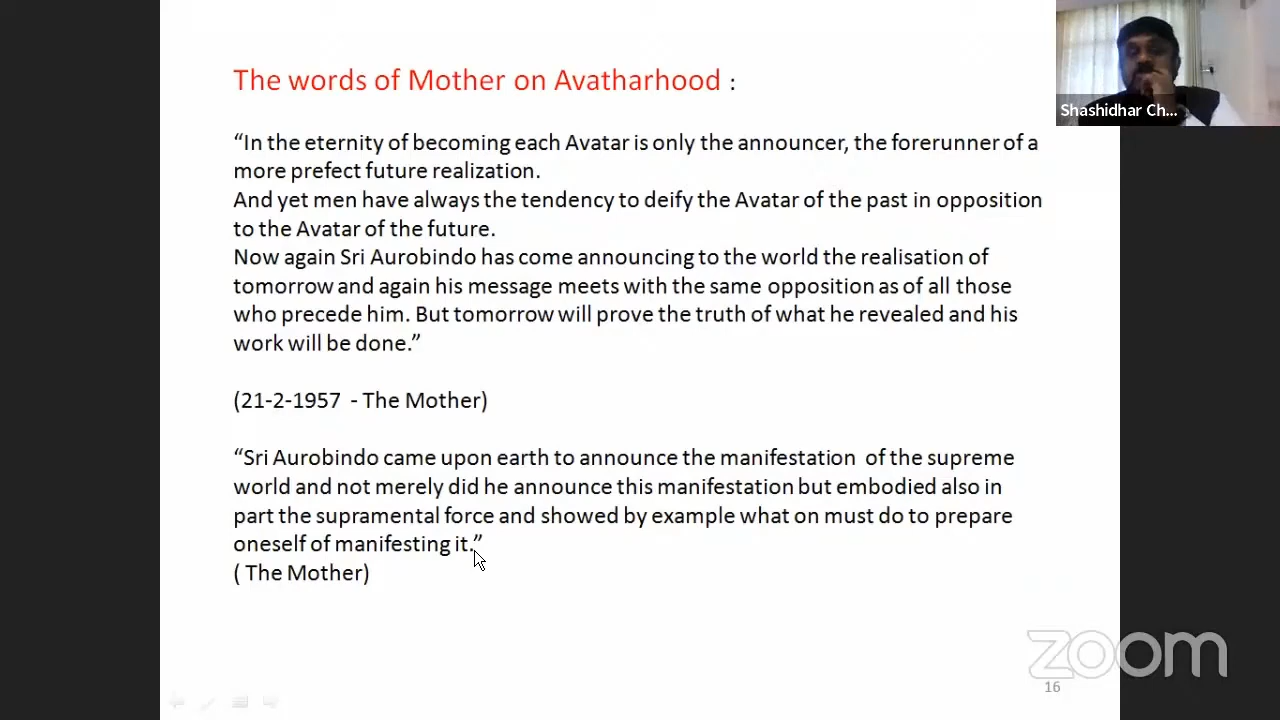 The words of Mother on Avatharhood :
“In the eternity of becoming each Avatar is only the announcer, the forerunner of a
more prefect future realization.
And yet men have always the tendency to deify the Avatar of the past in opposition
to the Avatar of the future.
Now again Sri Aurobindo has come announcing to the world the realisation of
tomorrow and again his message meets with the same opposition as of all those
who precede him. But tomorrow will prove the truth of what he revealed and his
work will be done.”
(21-2-1957 - The Mother)
“Sri Aurobindo came upon earth to announce the manifestation of the supreme
world and not merely did he announce this manifestation but embodied also in
part the supramental force and showed by example what on must do to prepare
oneself of manifesting it.”
( The Mother)
Shashidhar Ch...
zoom
16